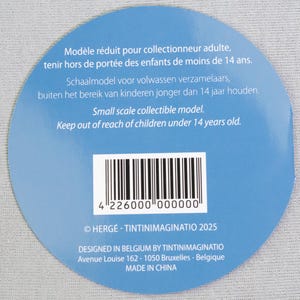 Modèle réduit pour collectionneur adulte,
tenir hors de portée des enfants de moins de 14 ans.
Schaalmodel voor volwassen verzamelaars,
buiten het bereik van kinderen jonger dan 14 jaar houden.
Small scale collectible model.
Keep out of reach of children under 14 years old.
4 226000 000000
© HERGÉ - TINTINIMAGINATIO 2025
DESIGNED IN BELGIUM BY TINTINIMAGINATIO
Avenue Louise 162 - 1050 Bruxelles - Belgique
MADE IN CHINA